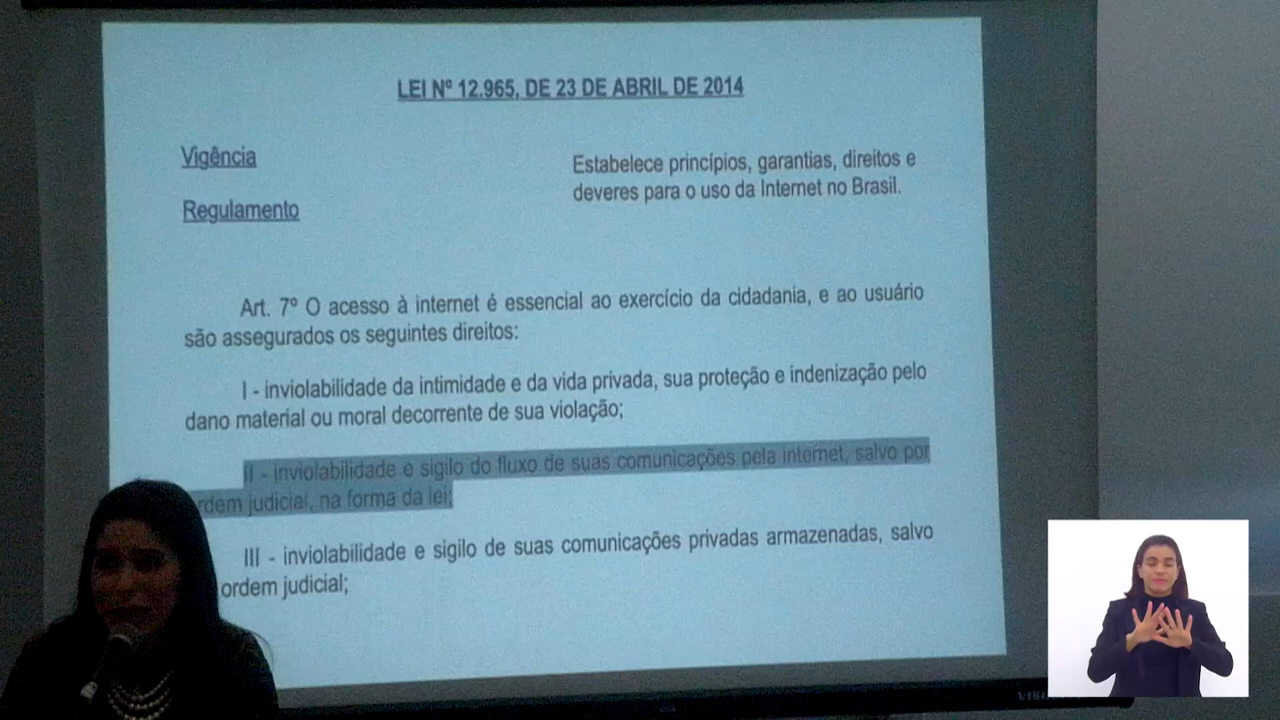 LEI Nº 12.965, DE 23 DE ABRIL DE 2014
Vigência
Regulamento
Estabelece princípios, garantias, direitos e
deveres para o uso da Internet no Brasil.
Art. 7º O acesso à internet é essencial ao exercício da cidadania, e ao usuário
são assegurados os seguintes direitos:
I - inviolabilidade da intimidade e da vida privada, sua proteção e indenização pelo
dano material ou moral decorrente de sua violação;
II - inviolabilidade e sigilo do fluxo de suas comunicações pela internet, salvo por
rdem judicial, na forma da lei;
III - inviolabilidade e sigilo de suas comunicações privadas armazenadas, salvo
ordem judicial;